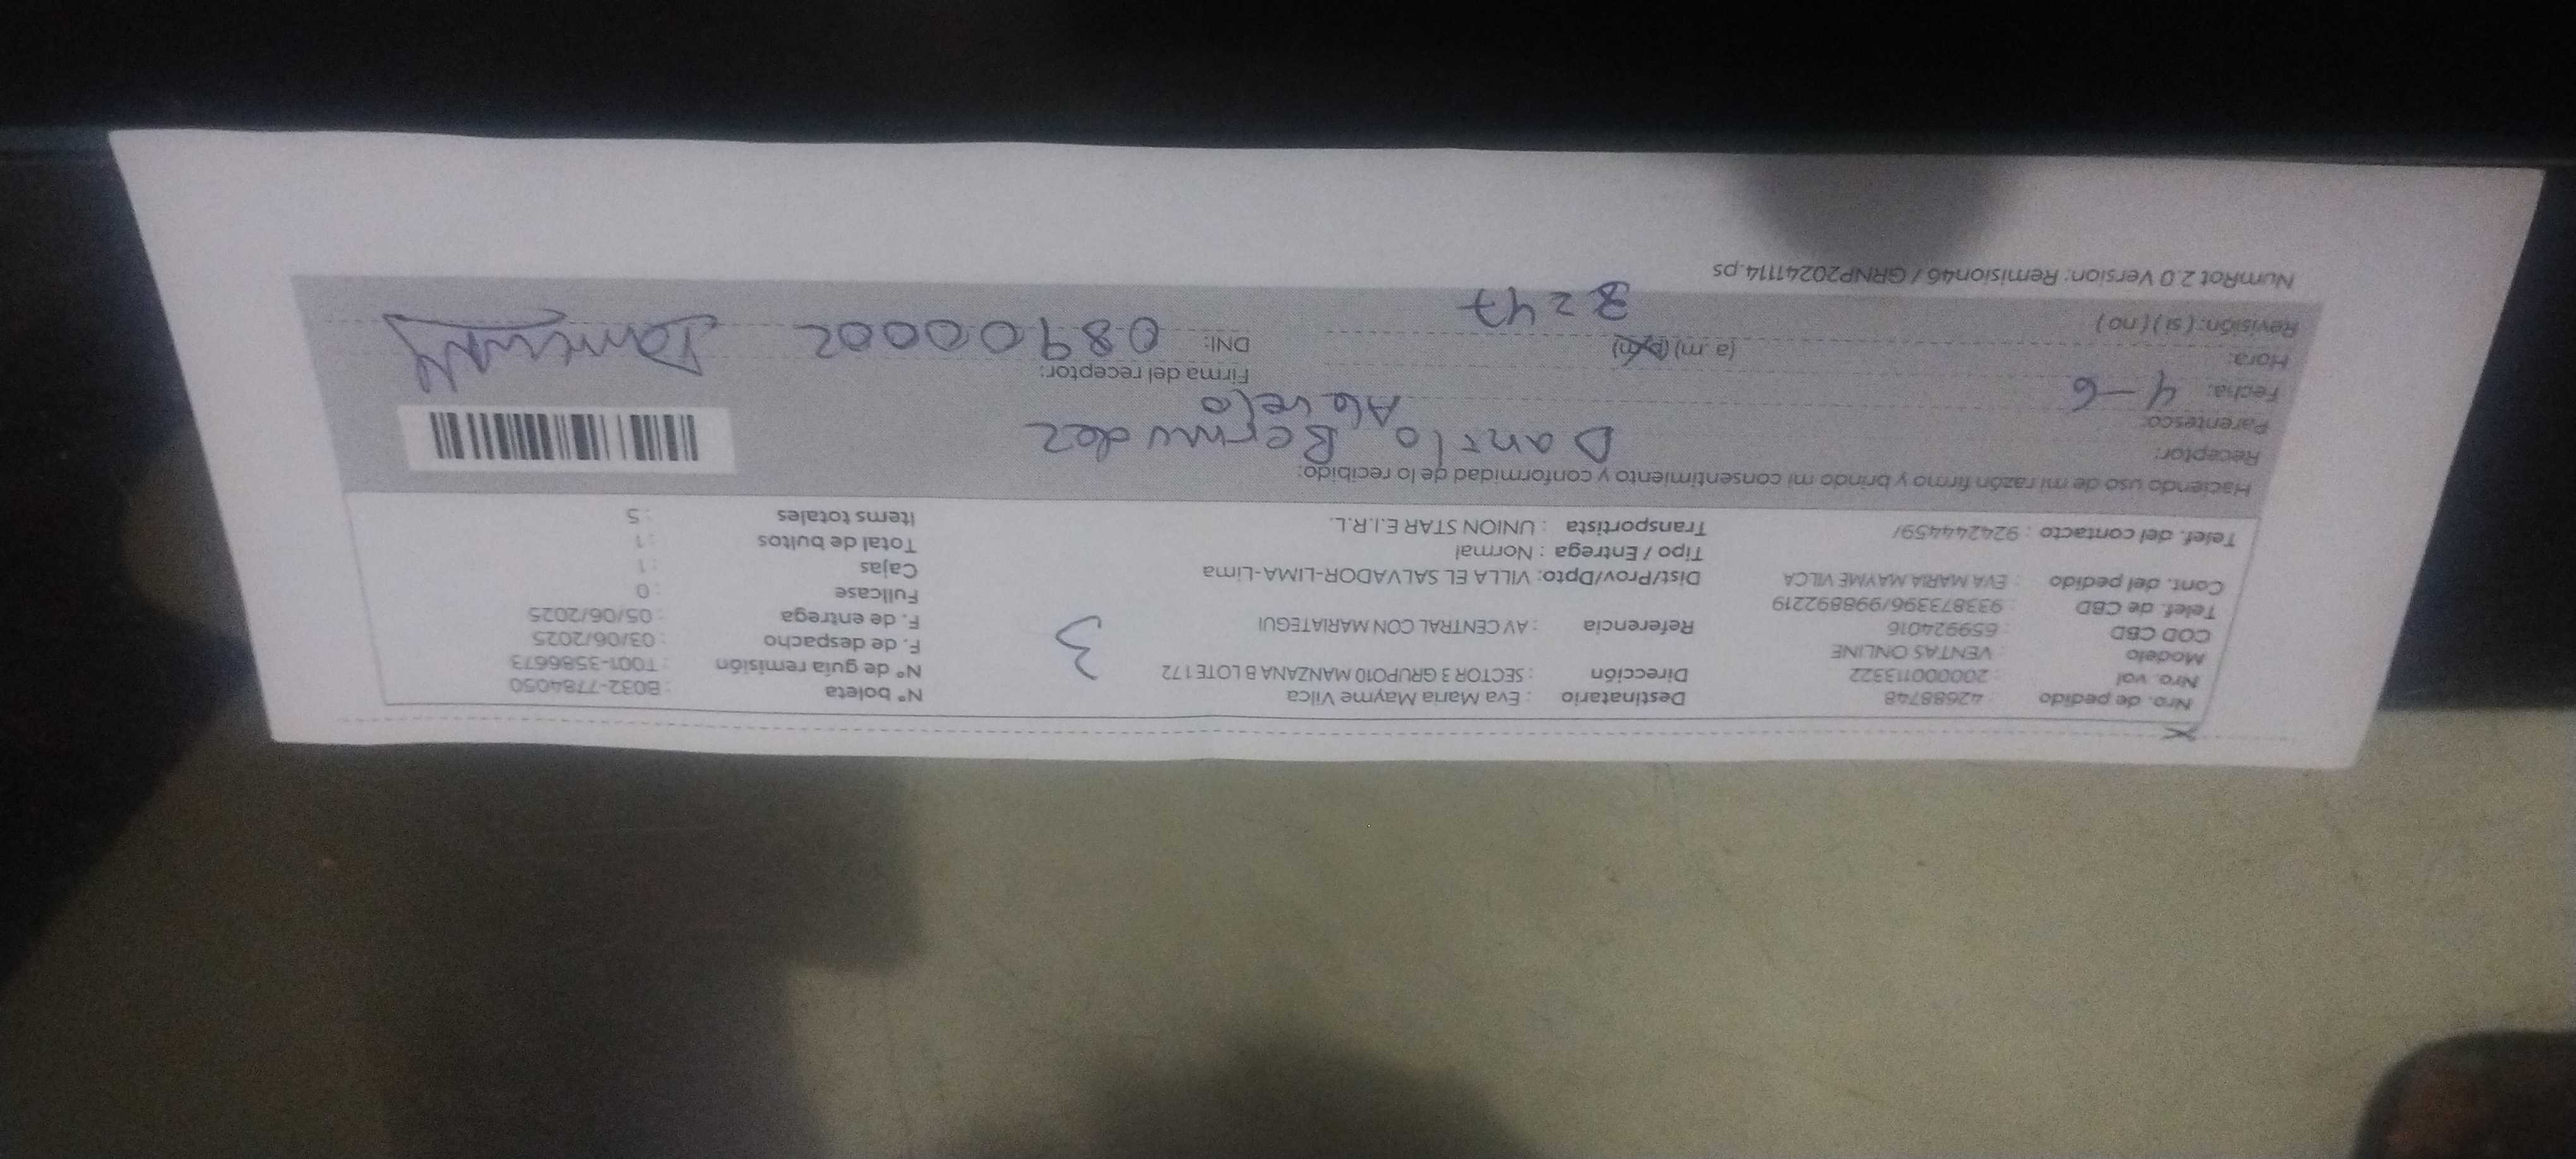 Nro. de pedido : 42688748
Nro. val : 200000113322
Modelo : VENTAS ONLINE
COD CBD : 659924016
Telef. de CBD : 933873396/998892219
Cont. del pedido : EVA MARIA MAYME VILCA
Telef. del contacto : 924244459/
Destinatario : Eva Maria Mayme Vilca
Dirección : SECTOR 3 GRUPO10 MANZANA B LOTE 1 72
Referencia : AV CENTRAL CON MARIATEGUI
Dist/Prov/Dpto: VILLA EL SALVADOR-LIMA-Lima
Tipo / Entrega : Normal
Transportista : UNION STAR E.I.R.L.
3
N° boleta : B032-7784050
N° de guía remisión : T001-3586673
F. de despacho : 03/06/2025
F. de entrega : 05/06/2025
Fullcase : 0
Cajas : 1
Total de bultos : 1
Items totales : 5
Haciendo uso de mi razón firmo y brindo mi consentimiento y conformidad de lo recibido:
Receptor: Danilo Bermudez
Parentesco: Abuelo
Fecha: 4-6
Hora: (a.m) (p.m)
Revisión: ( si ) ( no )
Firma del receptor:
DNI:
NumRot 2.0 Version: Remision46 / GRNP20241114.ps